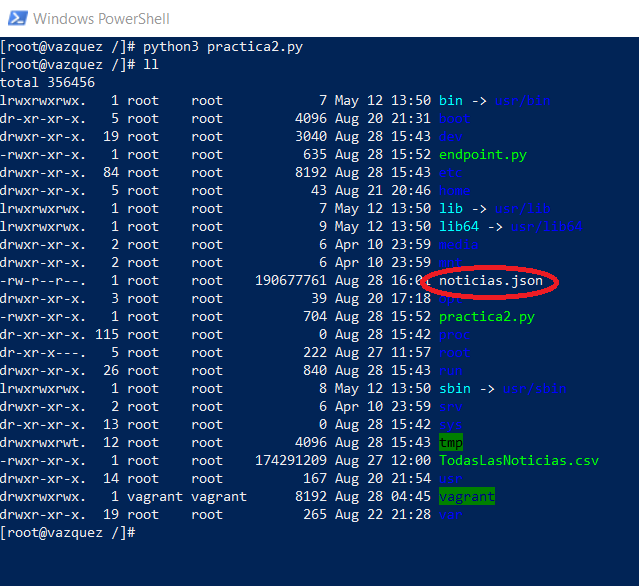 Windows PowerShell
[root@vazquez /]# python3 practica2.py
[root@vazquez /]# ll
total 356456
lrwxrwxrwx.   1 root    root            7 May 12 13:50 bin -> usr/bin
dr-xr-xr-x.   5 root    root         4096 Aug 20 21:31 boot
drwxr-xr-x.  19 root    root         3040 Aug 28 15:43 dev
-rwxr-xr-x.   1 root    root          635 Aug 28 15:52 endpoint.py
drwxr-xr-x.  84 root    root         8192 Aug 28 15:43 etc
drwxr-xr-x.   5 root    root           43 Aug 21 20:46 home
lrwxrwxrwx.   1 root    root            7 May 12 13:50 lib -> usr/lib
lrwxrwxrwx.   1 root    root            9 May 12 13:50 lib64 -> usr/lib64
drwxr-xr-x.   2 root    root            6 Apr 10 23:59 media
drwxr-xr-x.   2 root    root            6 Apr 10 23:59 mnt
-rw-r--r--.   1 root    root    190677761 Aug 28 16:01 noticias.json
drwxr-xr-x.   3 root    root           39 Aug 20 17:18 opt
-rwxr-xr-x.   1 root    root          704 Aug 28 15:52 practica2.py
dr-xr-xr-x. 115 root    root            0 Aug 28 15:42 proc
dr-xr-x---.   5 root    root          222 Aug 27 11:57 root
drwxr-xr-x.  26 root    root          840 Aug 28 15:43 run
lrwxrwxrwx.   1 root    root            8 May 12 13:50 sbin -> usr/sbin
drwxr-xr-x.   2 root    root            6 Apr 10 23:59 srv
dr-xr-xr-x.  13 root    root            0 Aug 28 15:42 sys
drwxrwxrwt.  12 root    root         4096 Aug 28 15:43 tmp
-rwxr-xr-x.   1 root    root    174291209 Aug 27 12:00 TodasLasNoticias.csv
drwxr-xr-x.  14 root    root          167 Aug 20 21:54 usr
drwxrwxrwx.   1 vagrant vagrant      8192 Aug 28 04:45 vagrant
drwxr-xr-x.  19 root    root          265 Aug 22 21:28 var
[root@vazquez /]#